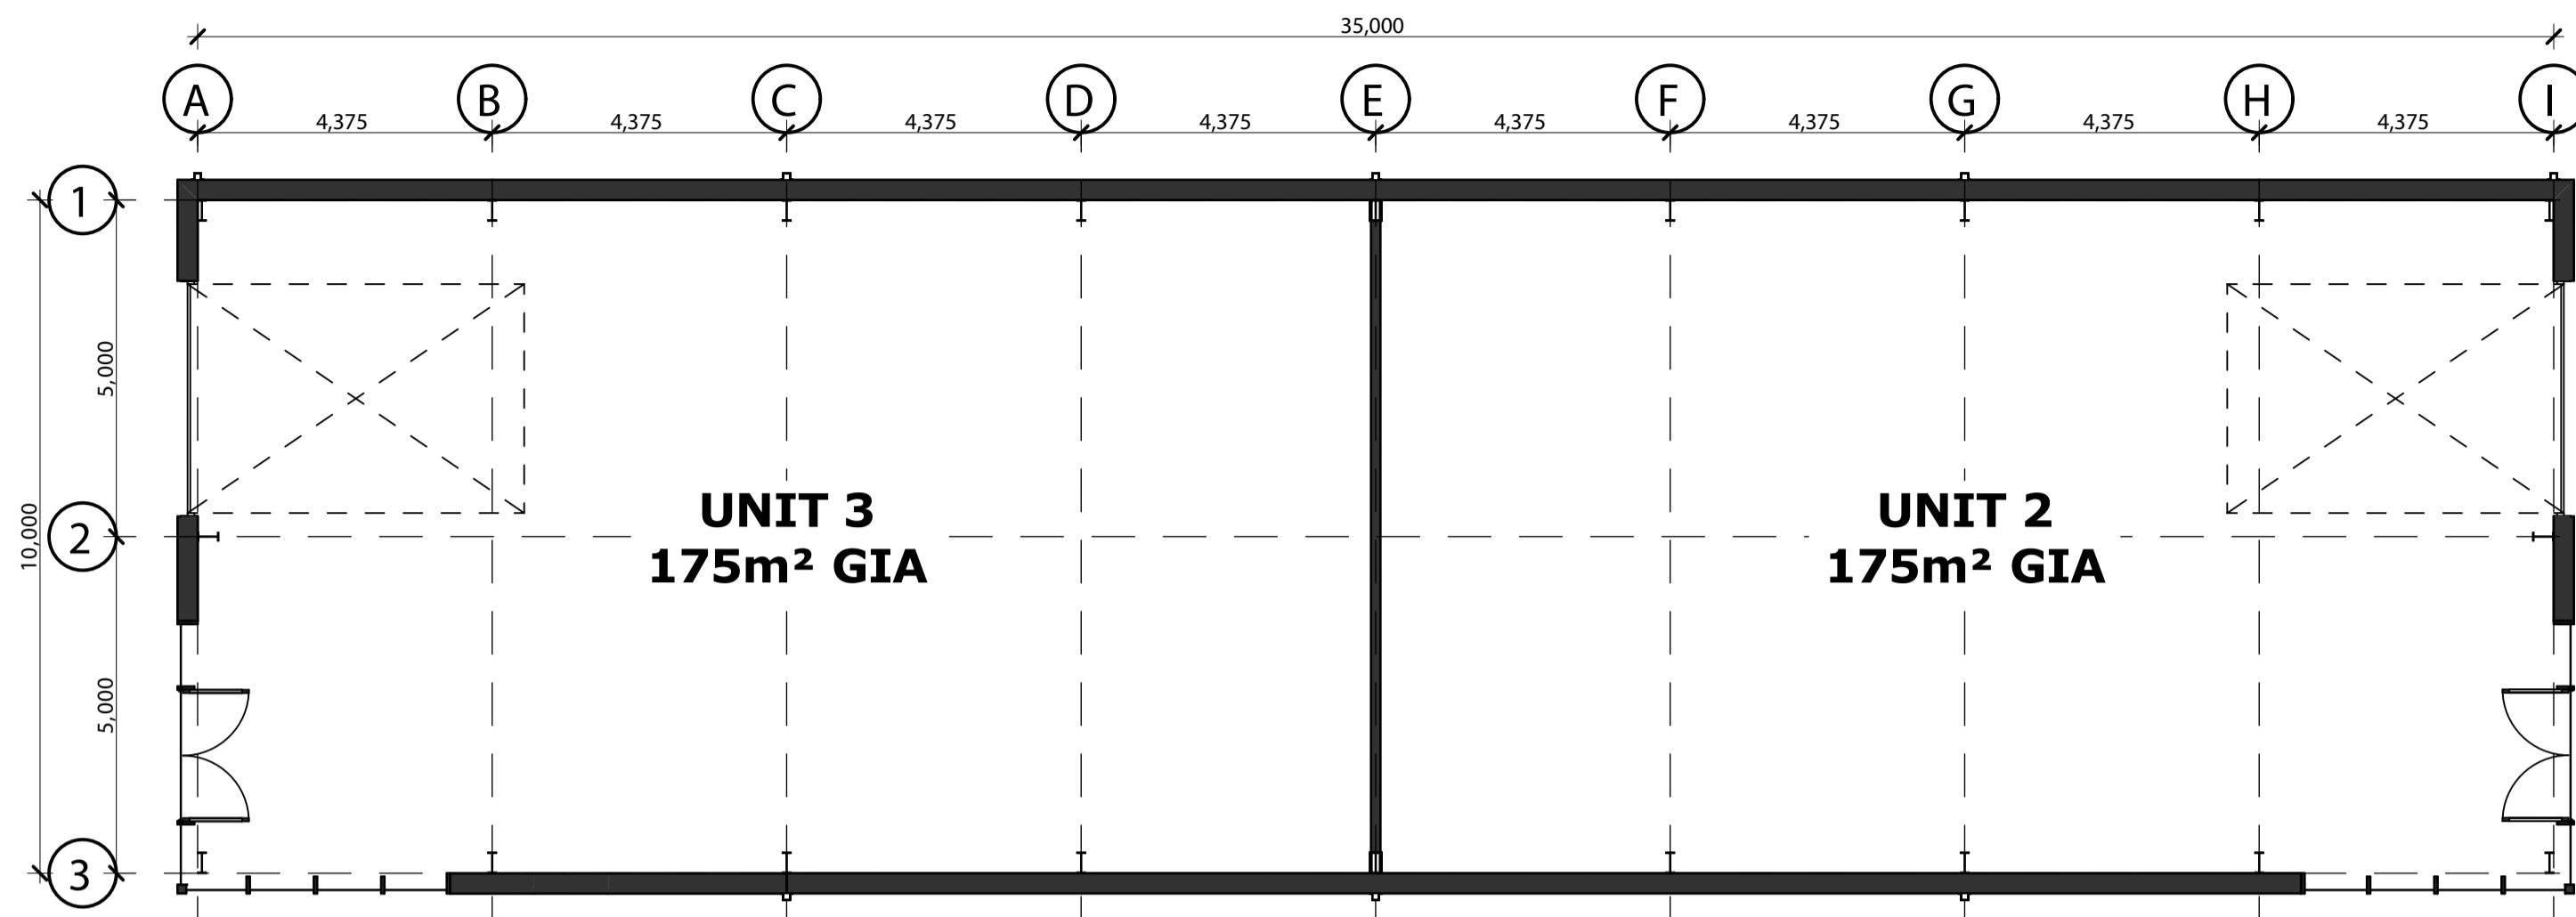 35,000
A B C D E F G H I
4,375 4,375 4,375 4,375 4,375 4,375 4,375 4,375
1
5,000
10,000
2
UNIT 3
175m² GIA
UNIT 2
175m² GIA
5,000
3